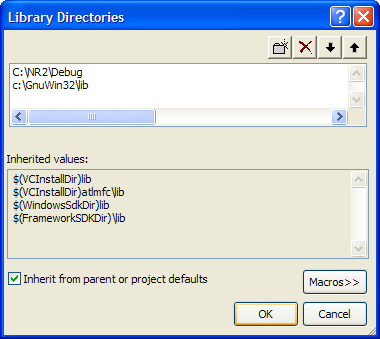 Library Directories
C:\NR2\Debug
c:\GnuWin32\lib
Inherited values:
$(VCInstallDir)lib
$(VCInstallDir)atlmfc\lib
$(WindowsSdkDir)lib
$(FrameworkSDKDir)\lib
Inherit from parent or project defaults
Macros>>
OK
Cancel